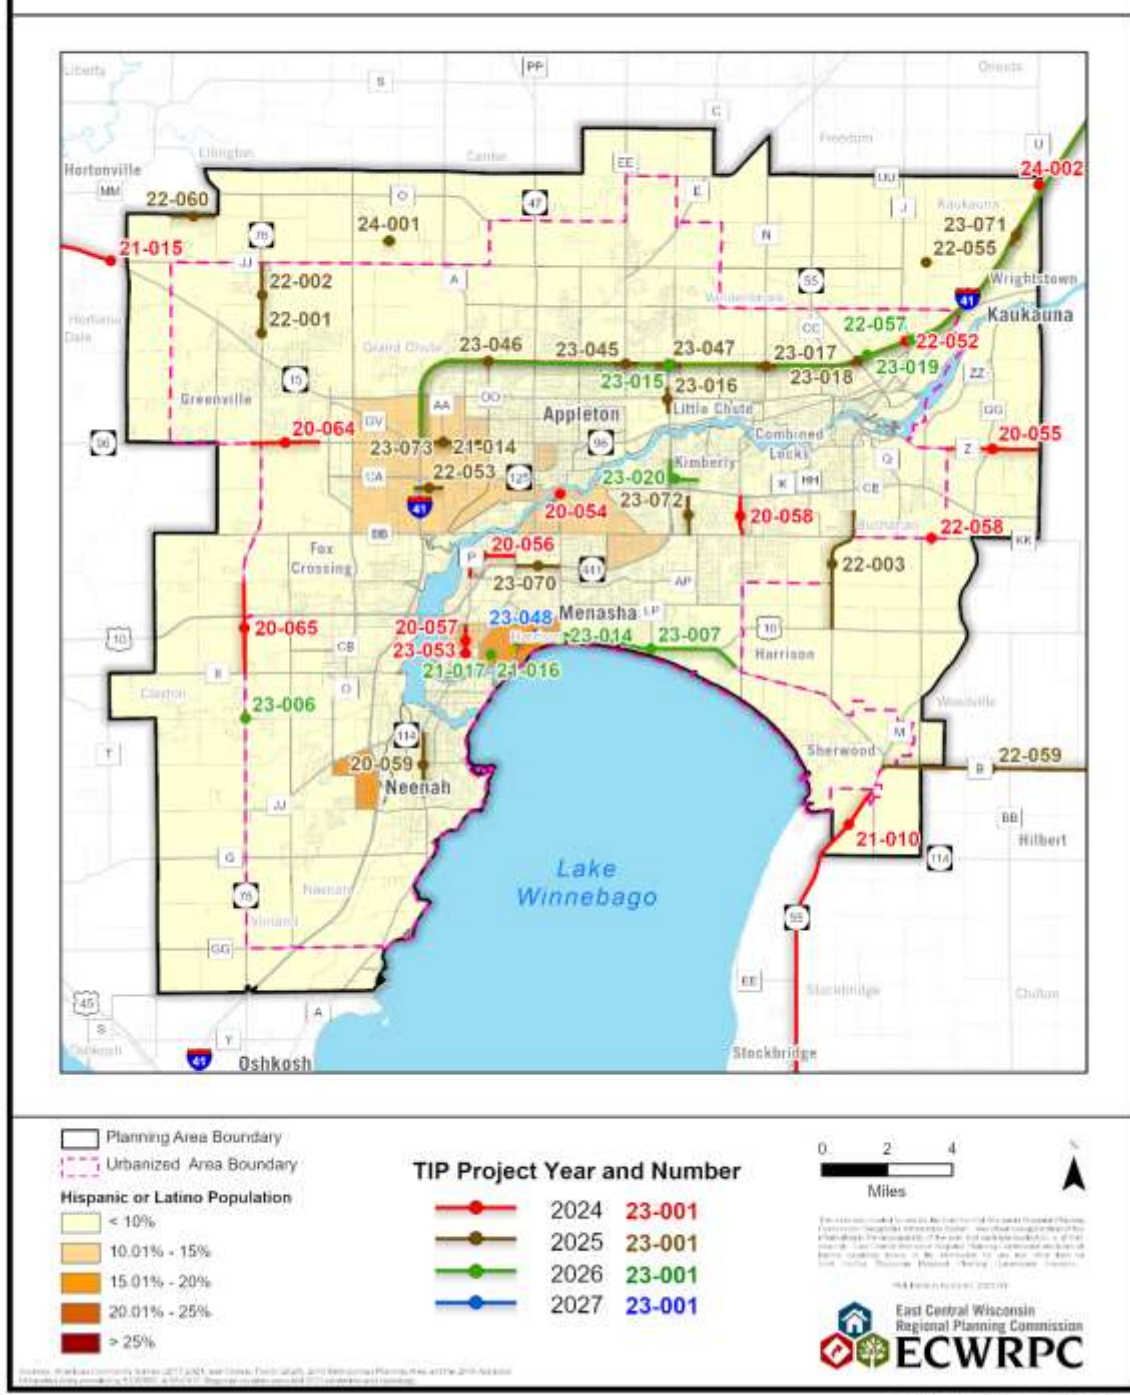 PP
Liberty
Oneida
S
C
Freedom
U
Ellington
Center
EE
Hortonville
24-002
UU
MM
22-060
O
47
E
J
Kaukauna
24-001
23-071
76
N
22-055
21-015
JJ
A
55
Wrightstown
22-002
41
Hortonia
Dale
22-001
CC
22-057
Kaukauna
Grand Chute
23-046
23-045
23-047
23-017
22-052
23-015
23-016
23-018
23-019
ZZ
15
Greenville
AA
OO
Appleton
Little Chute
GG
96
20-064
GV
23-073
21-014
96
Combined
Locks
20-055
Z
CA
22-053
125
Kimberly
23-020
K
HH
Q
CE
41
20-054
23-072
20-058
Buchanan
22-058
BB
KK
Fox
Crossing
P
20-056
23-070
441
AP
22-003
10
20-065
20-057
23-048
Menasha
LP
10
CB
23-053
23-014
23-007
Harrison
21-017
21-016
II
Clayton
O
23-006
Woodville
T
114
M
Sherwood
20-059
22-059
B
Neenah
JJ
BB
21-010
Hilbert
114
G
Lake
Winnebago
76
Neenah
Vinland
55
GG
EE
Stockbridge
Chilton
45
S
A
Y
Oshkosh
41
Oshkosh
Stockbridge
Planning Area Boundary
Urbanized Area Boundary
Hispanic or Latino Population
< 10%
10.01% - 15%
15.01% - 20%
20.01% - 25%
> 25%
TIP Project Year and Number
2024 23-001
2025 23-001
2026 23-001
2027 23-001
0 2 4
Miles
N
East Central Wisconsin
Regional Planning Commission
ECWRPC